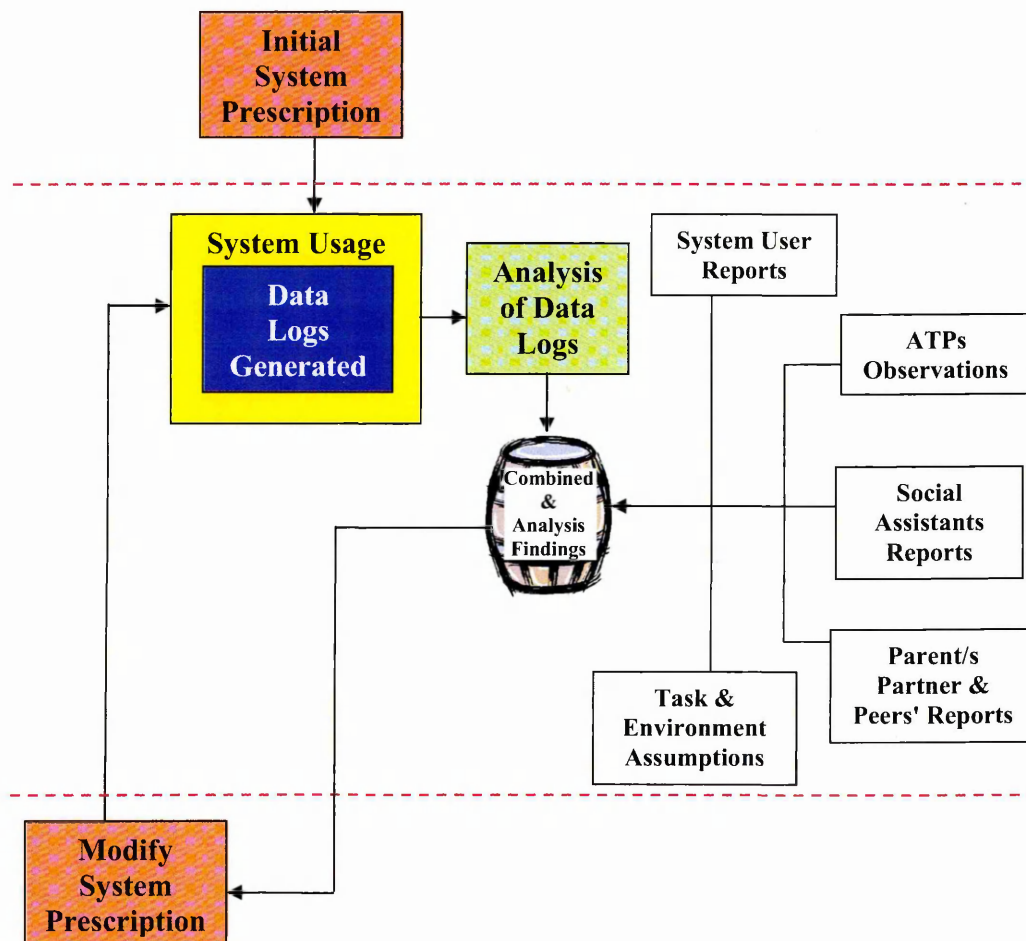 Initial
System
Prescription
System Usage
Data
Logs
Generated
Analysis
of Data
Logs
System User
Reports
ATPs
Observations
Combined
&
Analysis
Findings
Social
Assistants
Reports
Parent/s
Partner &
Peers' Reports
Task &
Environment
Assumptions
Modify
System
Prescription